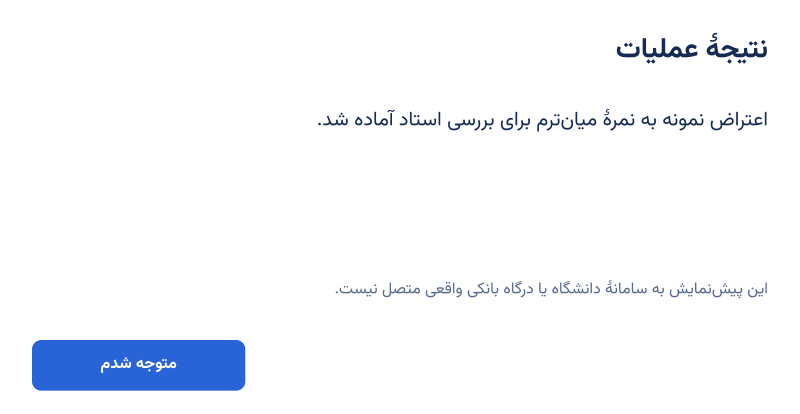 نتیجهٔ عملیات
اعتراض نمونه به نمرهٔ میان‌ترم برای بررسی استاد آماده شد.
این پیش‌نمایش به سامانهٔ دانشگاه یا درگاه بانکی واقعی متصل نیست.
متوجه شدم